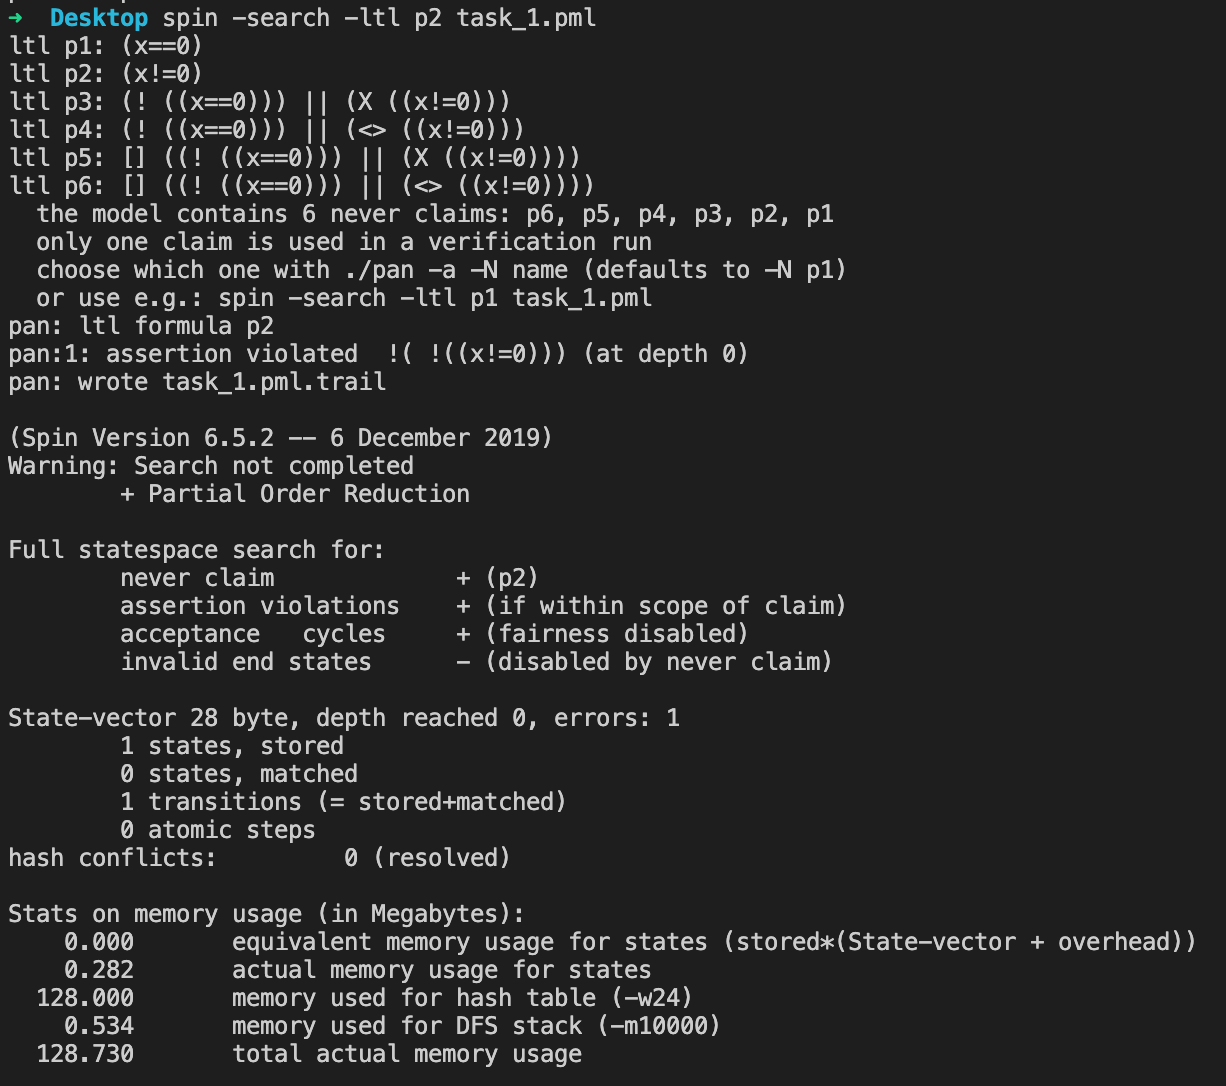 ➜  Desktop spin -search -ltl p2 task_1.pml
ltl p1: (x==0)
ltl p2: (x!=0)
ltl p3: (! ((x==0))) || (X ((x!=0)))
ltl p4: (! ((x==0))) || (<> ((x!=0)))
ltl p5: [] ((! ((x==0))) || (X ((x!=0))))
ltl p6: [] ((! ((x==0))) || (<> ((x!=0))))
  the model contains 6 never claims: p6, p5, p4, p3, p2, p1
  only one claim is used in a verification run
  choose which one with ./pan -a -N name (defaults to -N p1)
  or use e.g.: spin -search -ltl p1 task_1.pml
pan: ltl formula p2
pan:1: assertion violated  !( !((x!=0))) (at depth 0)
pan: wrote task_1.pml.trail

(Spin Version 6.5.2 -- 6 December 2019)
Warning: Search not completed
        + Partial Order Reduction

Full statespace search for:
        never claim             + (p2)
        assertion violations    + (if within scope of claim)
        acceptance   cycles     + (fairness disabled)
        invalid end states      - (disabled by never claim)

State-vector 28 byte, depth reached 0, errors: 1
        1 states, stored
        0 states, matched
        1 transitions (= stored+matched)
        0 atomic steps
hash conflicts:         0 (resolved)

Stats on memory usage (in Megabytes):
    0.000       equivalent memory usage for states (stored*(State-vector + overhead))
    0.282       actual memory usage for states
  128.000       memory used for hash table (-w24)
    0.534       memory used for DFS stack (-m10000)
  128.730       total actual memory usage